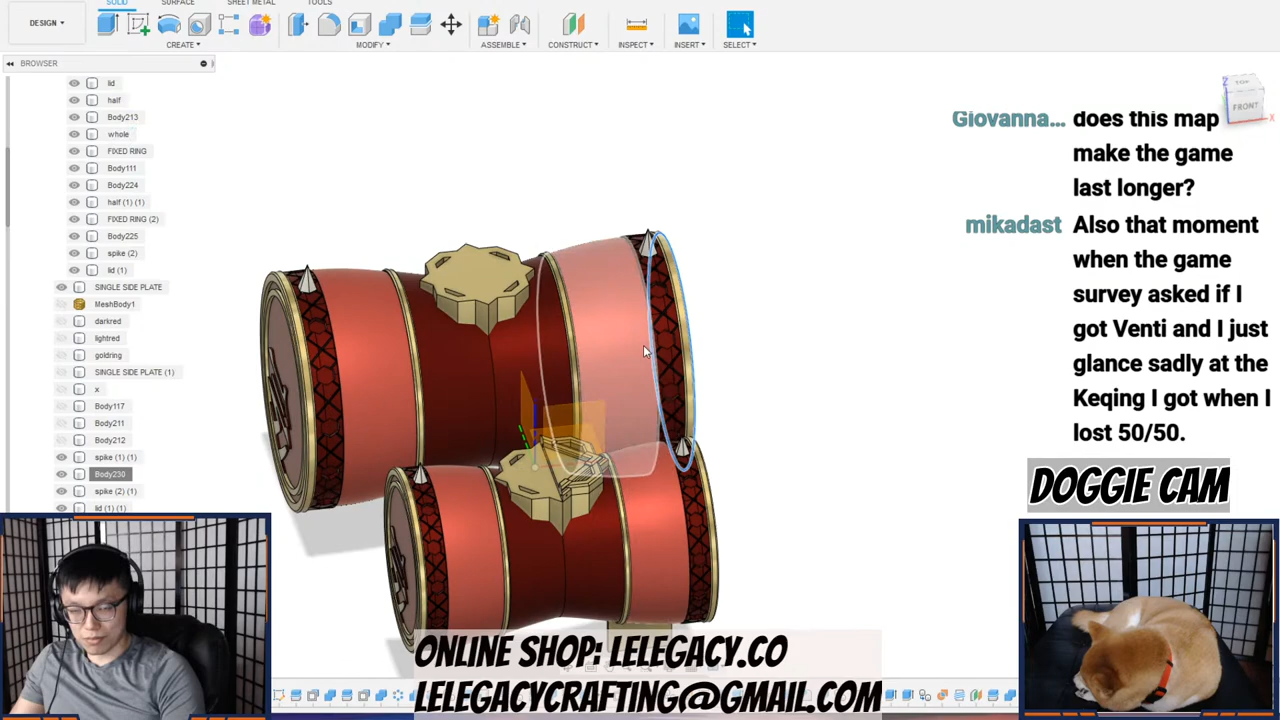 SOLID
SURFACE
SHEET METAL
TOOLS
DESIGN
CREATE
MODIFY
ASSEMBLE
CONSTRUCT
INSPECT
INSERT
SELECT
BROWSER
lid
half
Body213
whole
FIXED RING
Body111
Body224
half (1) (1)
FIXED RING (2)
Body225
spike (2)
lid (1)
SINGLE SIDE PLATE
MeshBody1
darkred
lightred
goldring
SINGLE SIDE PLATE (1)
x
Body117
Body211
Body212
spike (1) (1)
Body230
spike (2) (1)
lid (1) (1)
Z
TOP
FRONT
X
Giovanna... does this map
make the game
last longer?
mikadast Also that moment
when the game
survey asked if I
got Venti and I just
glance sadly at the
Keqing I got when I
lost 50/50.
DOGGIE CAM
ONLINE SHOP: LELEGACY.CO
LELEGACYCRAFTING@GMAIL.COM